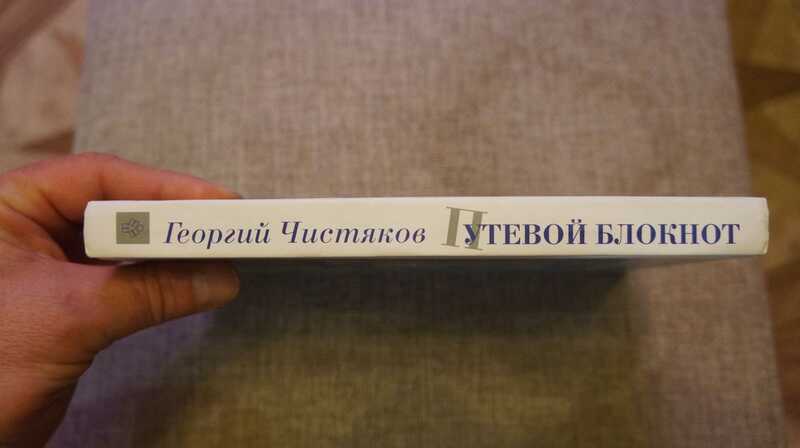 Георгий Чистяков ПУТЕВОЙ БЛОКНОТ